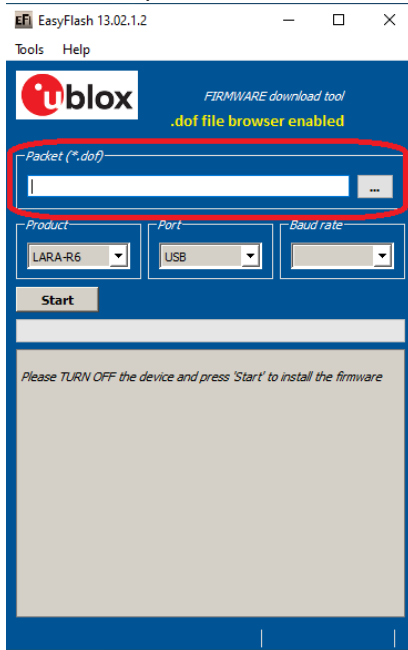 EasyFlash 13.02.1.2
Tools Help
ublox
FIRMWARE download tool
.dof file browser enabled
Packet (*.dof)
...
Product Port Baud rate
LARA-R6 USB
Start
Please TURN OFF the device and press 'Start' to install the firmware